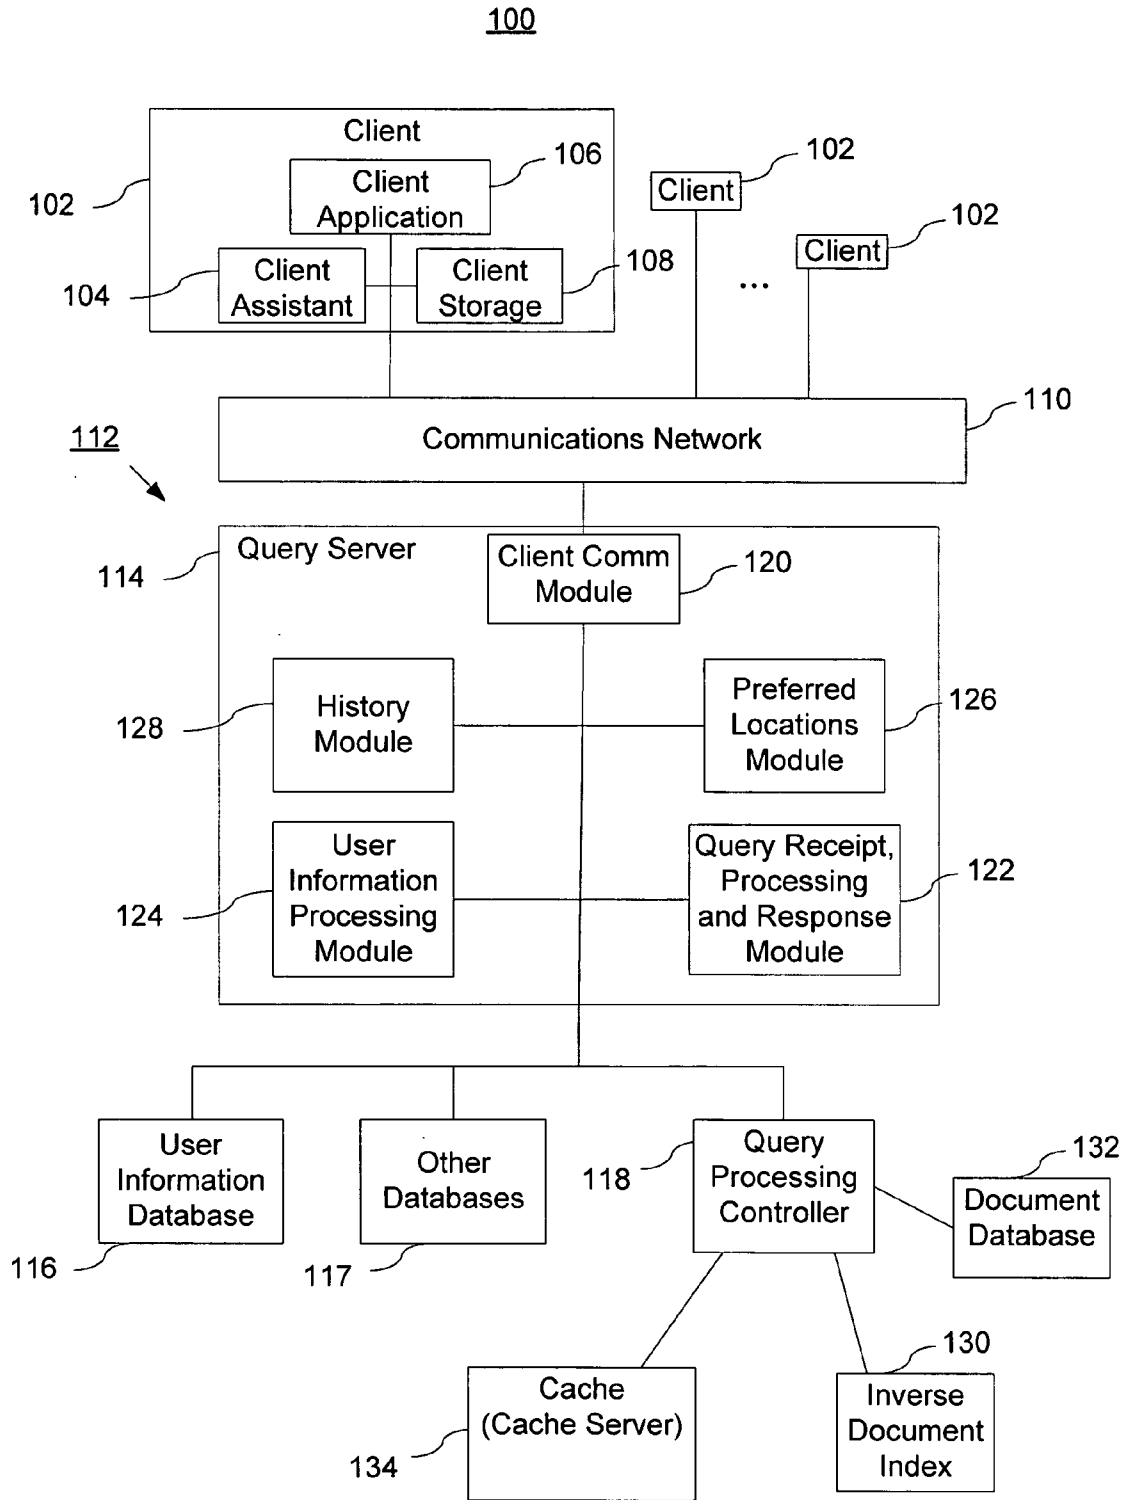 100
Client
106
102
Client
Application
102
Client
102
Client
104
Client
Assistant
Client
Storage
108
...
110
Communications Network
112
Query Server
114
Client Comm
Module
120
128
History
Module
Preferred
Locations
Module
126
124
User
Information
Processing
Module
Query Receipt,
Processing
and Response
Module
122
User
Information
Database
116
Other
Databases
117
118
Query
Processing
Controller
132
Document
Database
134
Cache
(Cache Server)
130
Inverse
Document
Index